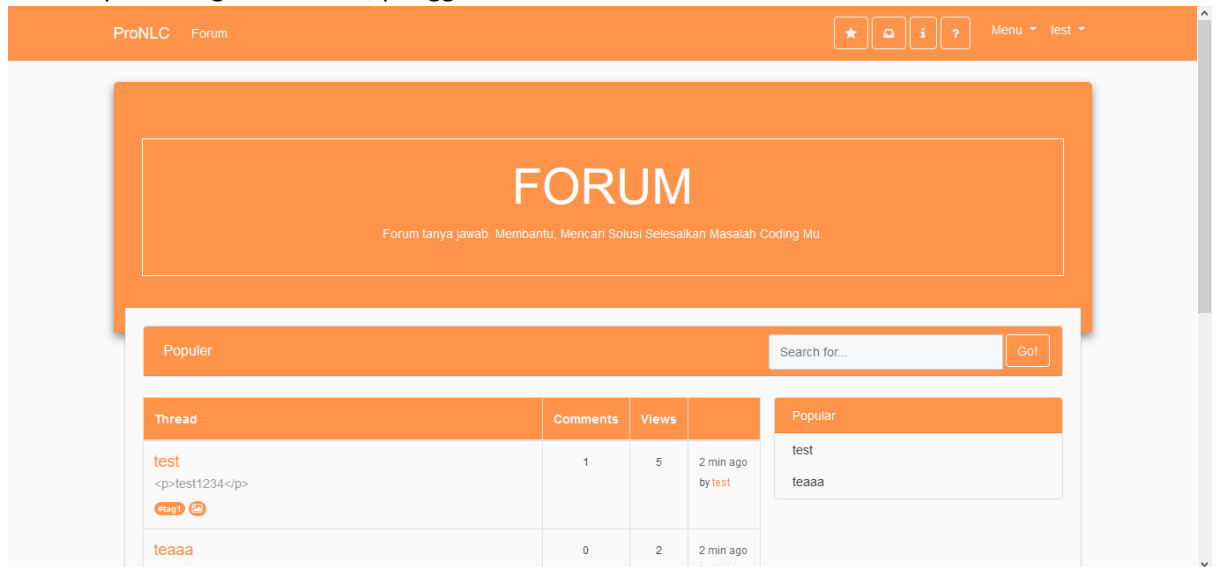 ProNLC Forum i ? Menu test
FORUM
Forum tanya jawab. Membantu, Mencari Solusi Selesaikan Masalah Coding Mu.
Populer Search for... Go!
Thread Comments Views
test 1 5 2 min ago
<p>test1234</p> by test
#tag1
teaaa 0 2 2 min ago
Popular
test
teaaa